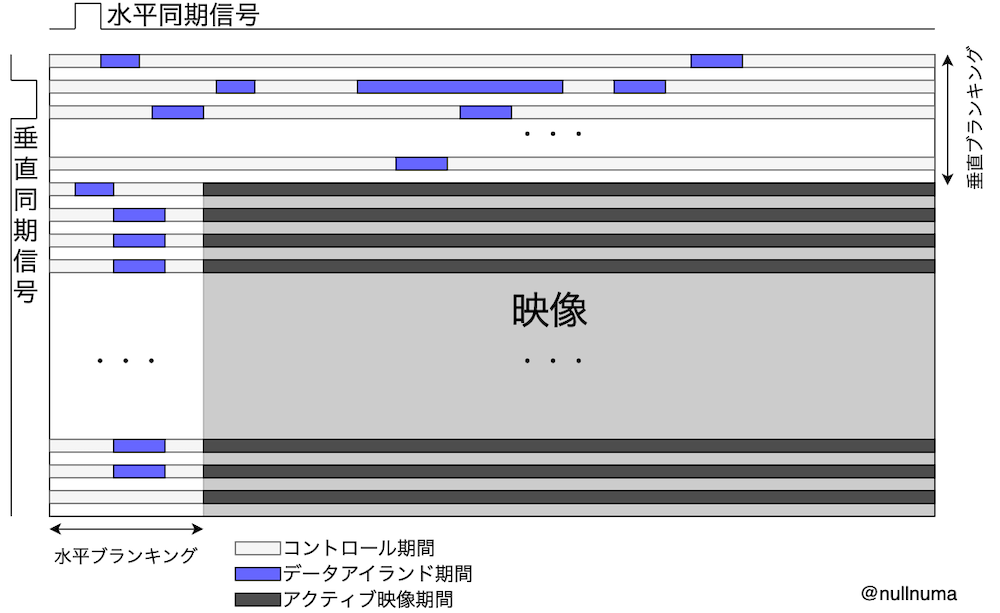 水平同期信号
垂直同期信号
垂直ブランキング
・・・
映像
・・・
・・・
水平ブランキング
コントロール期間
データアイランド期間
アクティブ映像期間
@nullnuma